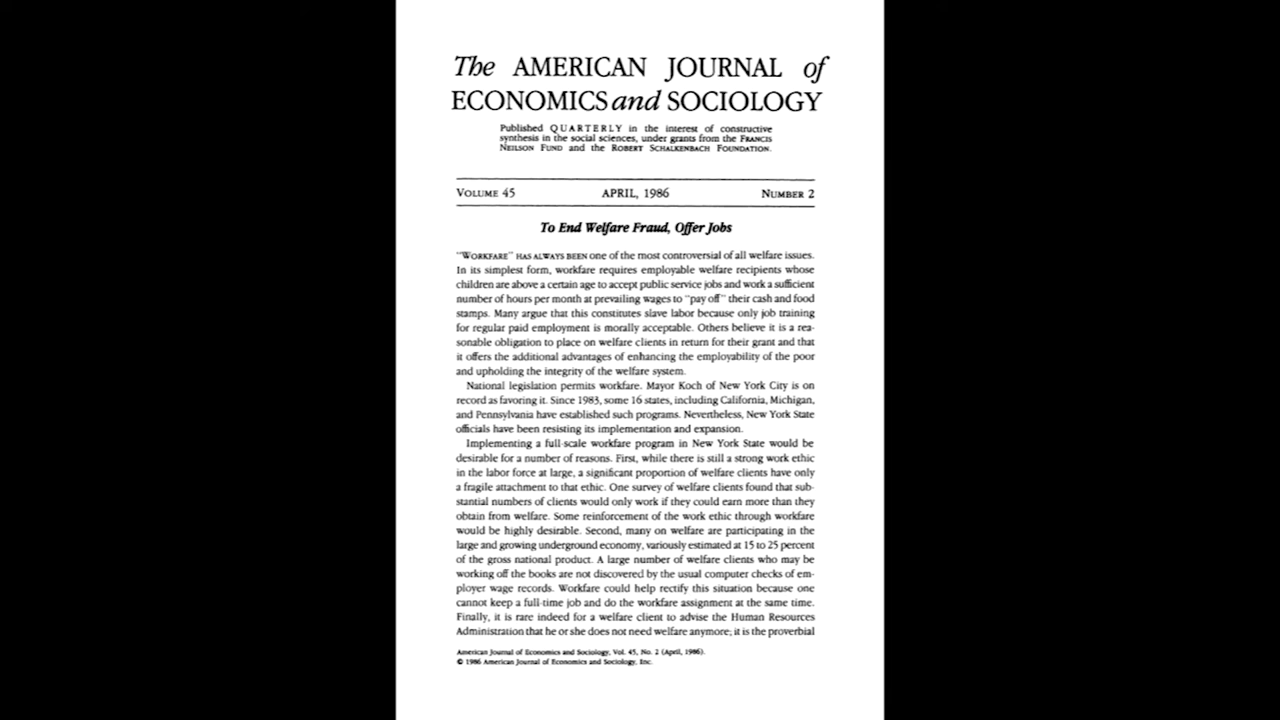 The AMERICAN JOURNAL of
ECONOMICS and SOCIOLOGY
Published QUARTERLY in the interest of constructive
synthesis in the social sciences, under grants from the FRANCIS
NEILSON FUND and the ROBERT SCHALKENBACH FOUNDATION.
VOLUME 45 APRIL, 1986 NUMBER 2
To End Welfare Fraud, Offer Jobs
"WORKFARE" HAS ALWAYS BEEN one of the most controversial of all welfare issues.
In its simplest form, workfare requires employable welfare recipients whose
children are above a certain age to accept public service jobs and work a sufficient
number of hours per month at prevailing wages to "pay off" their cash and food
stamps. Many argue that this constitutes slave labor because only job training
for regular paid employment is morally acceptable. Others believe it is a rea-
sonable obligation to place on welfare clients in return for their grant and that
it offers the additional advantages of enhancing the employability of the poor
and upholding the integrity of the welfare system.
National legislation permits workfare. Mayor Koch of New York City is on
record as favoring it. Since 1983, some 16 states, including California, Michigan,
and Pennsylvania have established such programs. Nevertheless, New York State
officials have been resisting its implementation and expansion.
Implementing a full-scale workfare program in New York State would be
desirable for a number of reasons. First, while there is still a strong work ethic
in the labor force at large, a significant proportion of welfare clients have only
a fragile attachment to that ethic. One survey of welfare clients found that sub-
stantial numbers of clients would only work if they could earn more than they
obtain from welfare. Some reinforcement of the work ethic through workfare
would be highly desirable. Second, many on welfare are participating in the
large and growing underground economy, variously estimated at 15 to 25 percent
of the gross national product. A large number of welfare clients who may be
working off the books are not discovered by the usual computer checks of em-
ployer wage records. Workfare could help rectify this situation because one
cannot keep a full-time job and do the workfare assignment at the same time.
Finally, it is rare indeed for a welfare client to advise the Human Resources
Administration that he or she does not need welfare anymore; it is the proverbial
American Journal of Economics and Sociology, Vol. 45, No. 2 (April, 1986).
© 1986 American Journal of Economics and Sociology, Inc.